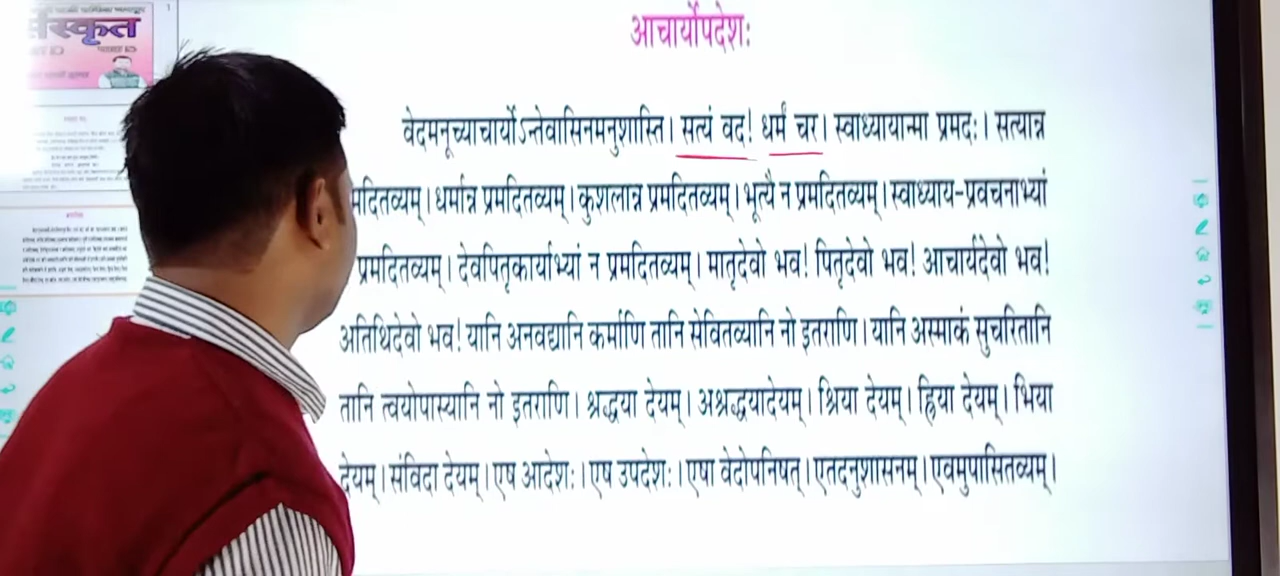 संस्कृत
1
आचार्योपदेशः
वेदमनूच्याचार्योऽन्तेवासिनमनुशास्ति। सत्यं वद! धर्मं चर। स्वाध्यायान्मा प्रमदः। सत्यान्न
मदितव्यम्। धर्मान्न प्रमदितव्यम्। कुशलान्न प्रमदितव्यम्। भूत्यै न प्रमदितव्यम्। स्वाध्याय-प्रवचनाभ्यां
प्रमदितव्यम्। देवपितृकार्याभ्यां न प्रमदितव्यम्। मातृदेवो भव! पितृदेवो भव! आचार्यदेवो भव!
अतिथिदेवो भव! यानि अनवद्यानि कर्माणि तानि सेवितव्यानि नो इतराणि। यानि अस्माकं सुचरितानि
तानि त्वयोपास्यानि नो इतराणि। श्रद्धया देयम्। अश्रद्धयादेयम्। श्रिया देयम्। ह्रिया देयम्। भिया
देयम्। संविदा देयम्। एष आदेशः। एष उपदेशः। एषा वेदोपनिषत्। एतदनुशासनम्। एवमुपासितव्यम्।